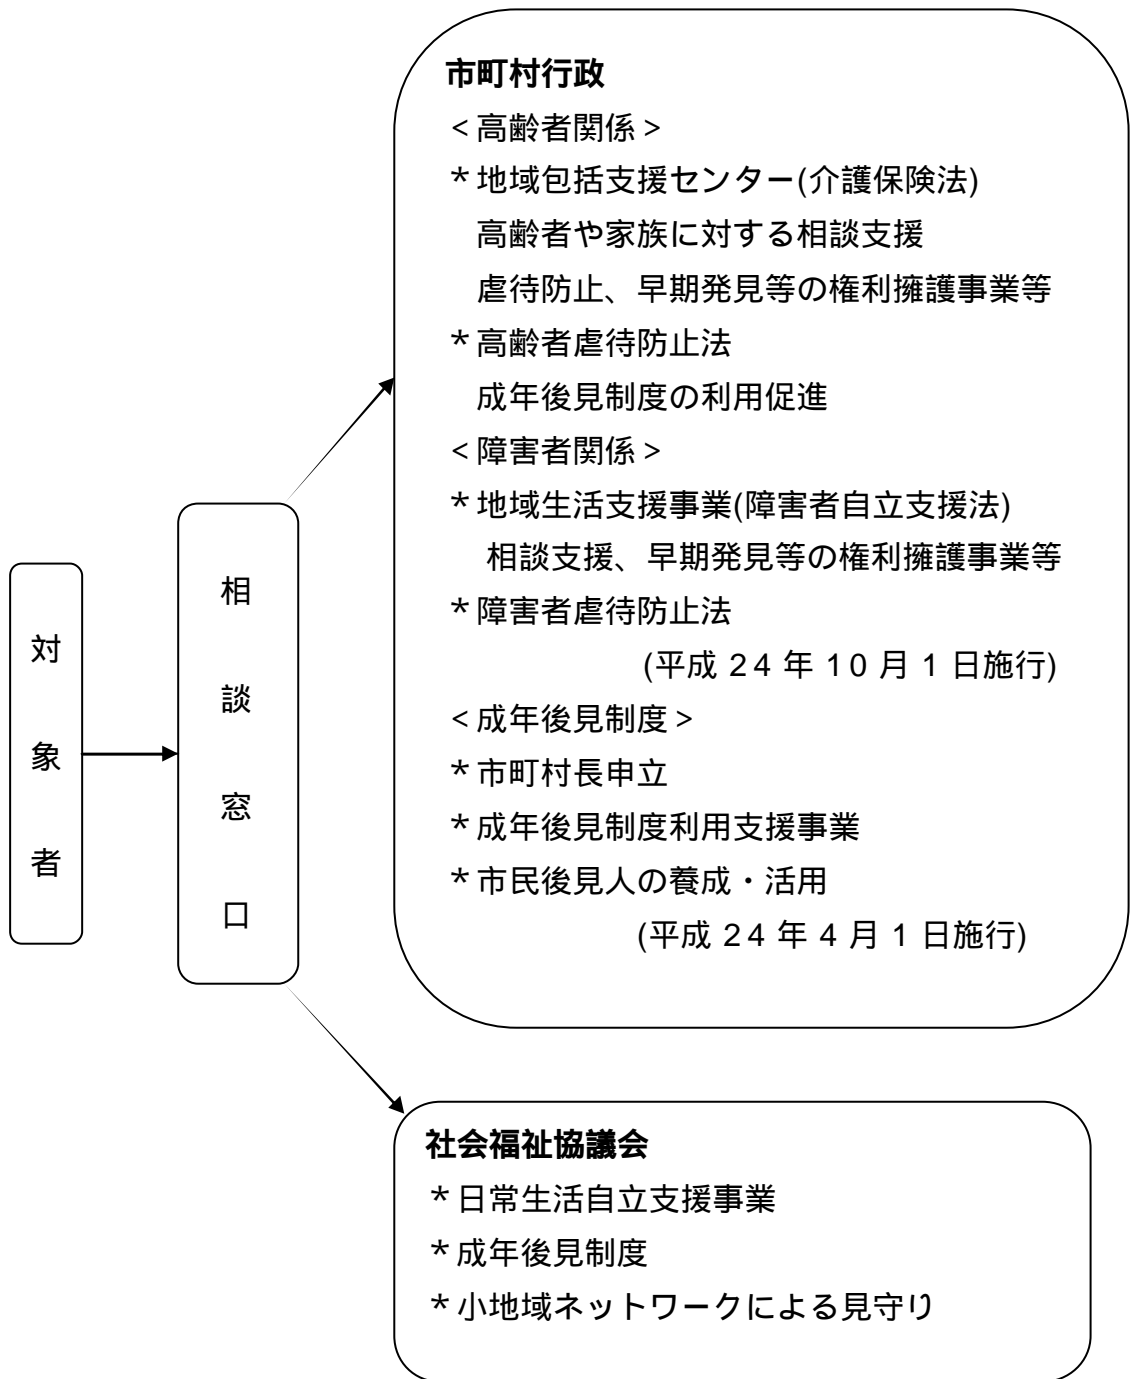 対象者
相談窓口
市町村行政
＜高齢者関係＞
＊地域包括支援センター(介護保険法)
高齢者や家族に対する相談支援
虐待防止、早期発見等の権利擁護事業等
＊高齢者虐待防止法
成年後見制度の利用促進
＜障害者関係＞
＊地域生活支援事業(障害者自立支援法)
相談支援、早期発見等の権利擁護事業等
＊障害者虐待防止法
(平成 24 年 10 月 1 日施行)
＜成年後見制度＞
＊市町村長申立
＊成年後見制度利用支援事業
＊市民後見人の養成・活用
(平成 24 年 4 月 1 日施行)
社会福祉協議会
＊日常生活自立支援事業
＊成年後見制度
＊小地域ネットワークによる見守り